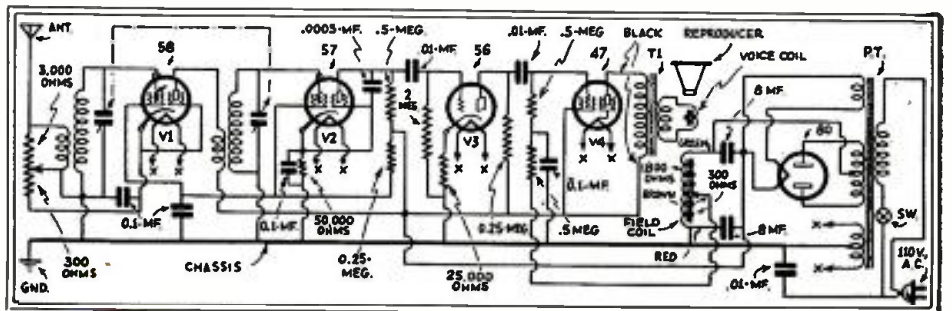 ANT.
58
.0005-MF.
57
.5-MEG.
.01-MF.
56
.01-MF.
.5-MEG.
47
BLACK
T1
REPRODUCER
VOICE COIL
P.T.
3,000
OHMS
2
MEG.
8 MF.
80
V1
V2
V3
V4
GREEN
1800
OHMS
BROWN
300
OHMS
X X
X X
X X
X X
0.1-MF.
0.1-MF.
50,000
OHMS
0.25-MEG.
0.1-MF.
.5 MEG
FIELD
COIL
8 MF.
X
SW.
300
OHMS
GND.
CHASSIS
0.25-
MEG.
25,000
OHMS
RED
.01-MF.
X
110 V.,
A.C.